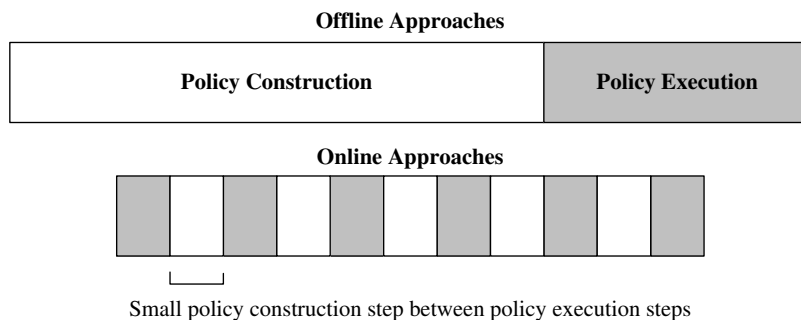 Offline Approaches
Policy Construction Policy Execution
Online Approaches
Small policy construction step between policy execution steps